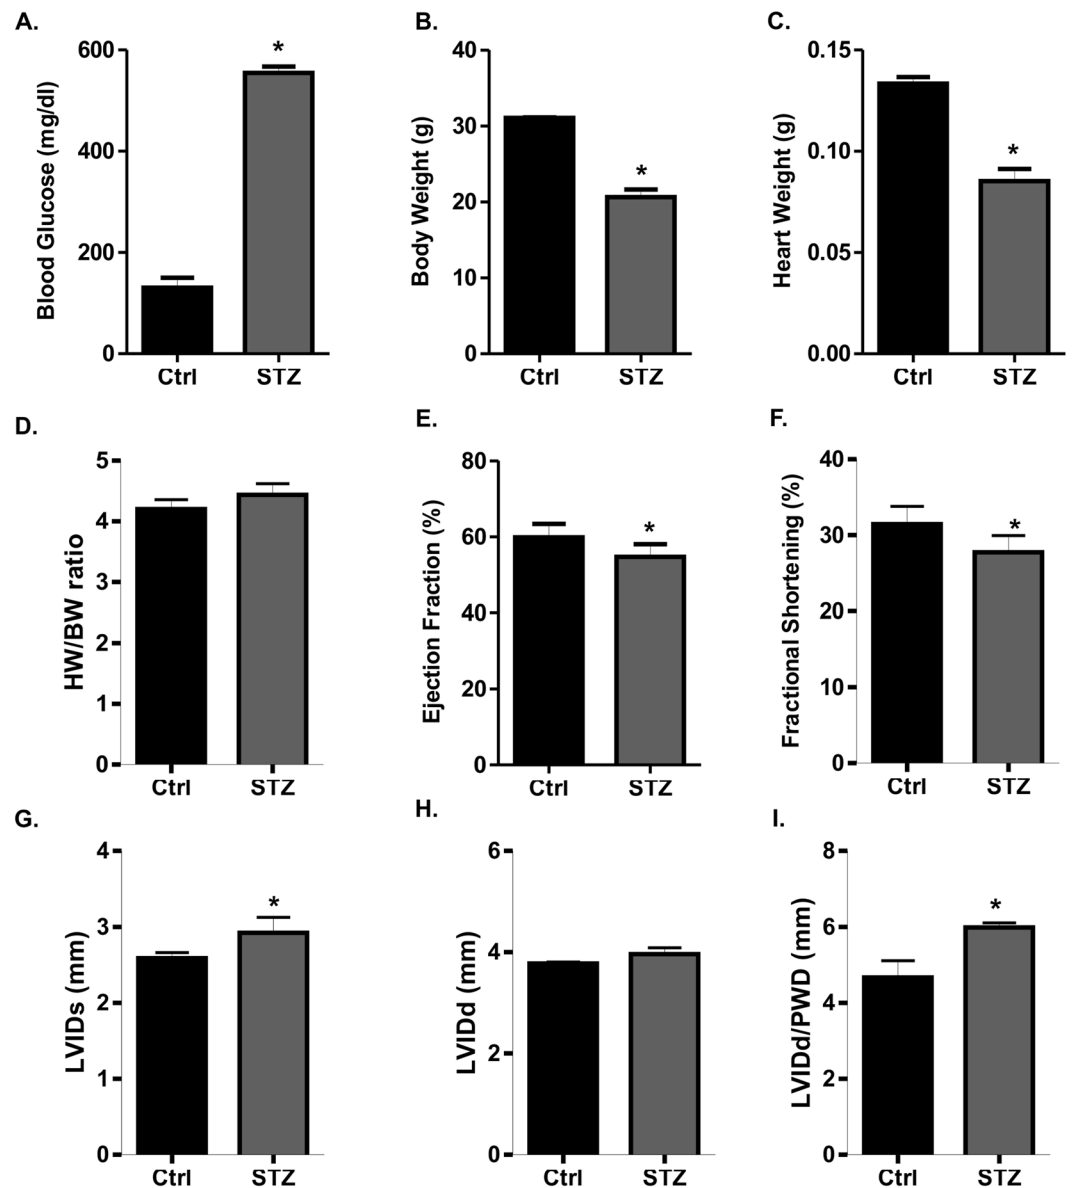 A.
Blood Glucose (mg/dl)
600
400
200
0
*
Ctrl
STZ
B.
Body Weight (g)
40
30
20
10
0
*
Ctrl
STZ
C.
Heart Weight (g)
0.15
0.10
0.05
0.00
*
Ctrl
STZ
D.
HW/BW ratio
5
4
3
2
1
0
Ctrl
STZ
E.
Ejection Fraction (%)
80
60
40
20
0
*
Ctrl
STZ
F.
Fractional Shortening (%)
40
30
20
10
0
*
Ctrl
STZ
G.
LVIDs (mm)
4
3
2
1
0
*
Ctrl
STZ
H.
LVIDd (mm)
6
4
2
0
Ctrl
STZ
I.
LVIDd/PWD (mm)
8
6
4
2
0
*
Ctrl
STZ